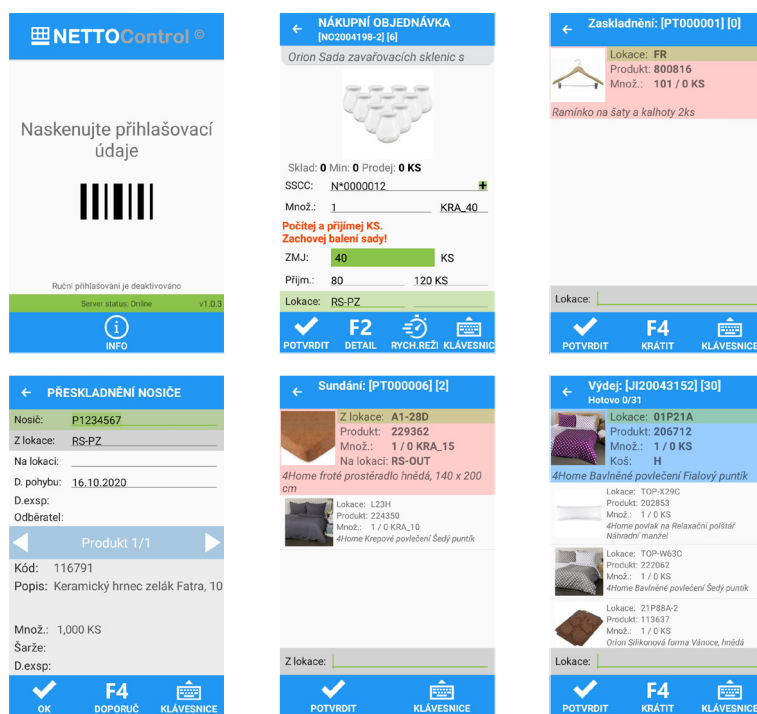 NETTOControl ©
Naskenujte přihlašovací
údaje
Ruční přihlašování je deaktivováno
Server status: Online v1.0.3
INFO
NÁKUPNÍ OBJEDNÁVKA
[NO2004198-2] [6]
Orion Sada zavařovacích sklenic s
Sklad: 0 Min: 0 Prodej: 0 KS
SSCC: N*0000012 +
Množ.: 1 KRA_40
Počítej a přijímej KS.
Zachovej balení sady!
ZMJ: 40 KS
Přijm.: 80 120 KS
Lokace: RS-PZ
POTVRDIT F2 DETAIL RYCH.REŽI KLÁVESNIC
Zaskladnění: [PT000001] [0]
Lokace: FR
Produkt: 800816
Množ.: 101 / 0 KS
Ramínko na šaty a kalhoty 2ks
Lokace:
POTVRDIT F4 KRÁTIT KLÁVESNICE
PŘESKLADNĚNÍ NOSIČE
Nosič: P1234567
Z lokace: RS-PZ
Na lokaci:
D. pohybu: 16.10.2020
D.exsp:
Odběratel:
Produkt 1/1
Kód: 116791
Popis: Keramický hrnec zelák Fatra, 10
Množ.: 1,000 KS
Šarže:
D.exsp:
OK F4 DOPORUČ KLÁVESNICE
Sundání: [PT000006] [2]
Z lokace: A1-28D
Produkt: 229362
Množ.: 1 / 0 KRA_15
Na lokaci: RS-OUT
4Home froté prostěradlo hnědá, 140 x 200
cm
Lokace: L23H
Produkt: 224350
Množ.: 1 / 0 KRA_10
4Home Krepové povlečení Šedý puntík
Z lokace:
POTVRDIT KLÁVESNICE
Výdej: [JI20043152] [30]
Hotovo 0/31
Lokace: 01P21A
Produkt: 206712
Množ.: 1 / 0 KS
Koš: H
4Home Bavlněné povlečení Fialový puntík
Lokace: TOP-X29C
Produkt: 202853
Množ.: 1 / 0 KS
4Home povlak na Relaxační polštář
Náhradní manžel
Lokace: TOP-W63C
Produkt: 222062
Množ.: 1 / 0 KS
4Home Bavlněné povlečení Šedý puntík
Lokace: 21P88A-2
Produkt: 113637
Množ.: 1 / 0 KS
Orion Silikonová forma Vánoce, hnědá
Lokace:
POTVRDIT F4 KRÁTIT KLÁVESNICE